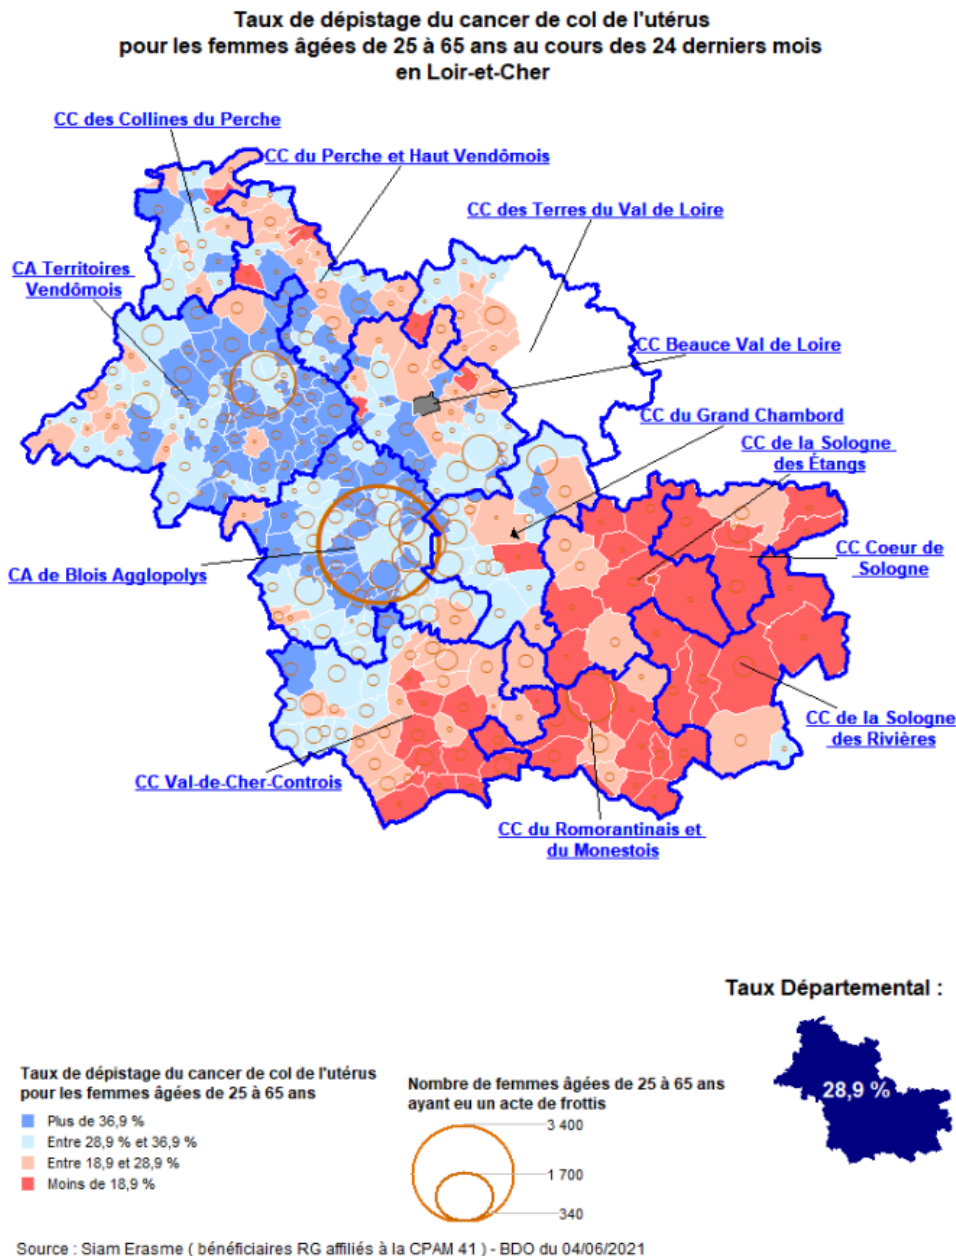 Taux de dépistage du cancer de col de l'utérus
pour les femmes âgées de 25 à 65 ans au cours des 24 derniers mois
en Loir-et-Cher
CC des Collines du Perche
CC du Perche et Haut Vendômois
CC des Terres du Val de Loire
CA Territoires
Vendômois
CC Beauce Val de Loire
CC du Grand Chambord
CC de la Sologne
des Étangs
CC Coeur de
Sologne
CA de Blois Agglopolys
CC de la Sologne
des Rivières
CC Val-de-Cher-Controis
CC du Romorantinais et
du Monestois
Taux Départemental :
28,9 %
Taux de dépistage du cancer de col de l'utérus
pour les femmes âgées de 25 à 65 ans
Plus de 36,9 %
Entre 28,9 % et 36,9 %
Entre 18,9 et 28,9 %
Moins de 18,9 %
Nombre de femmes âgées de 25 à 65 ans
ayant eu un acte de frottis
3 400
1 700
340
Source : Siam Erasme ( bénéficiaires RG affiliés à la CPAM 41 ) - BDO du 04/06/2021